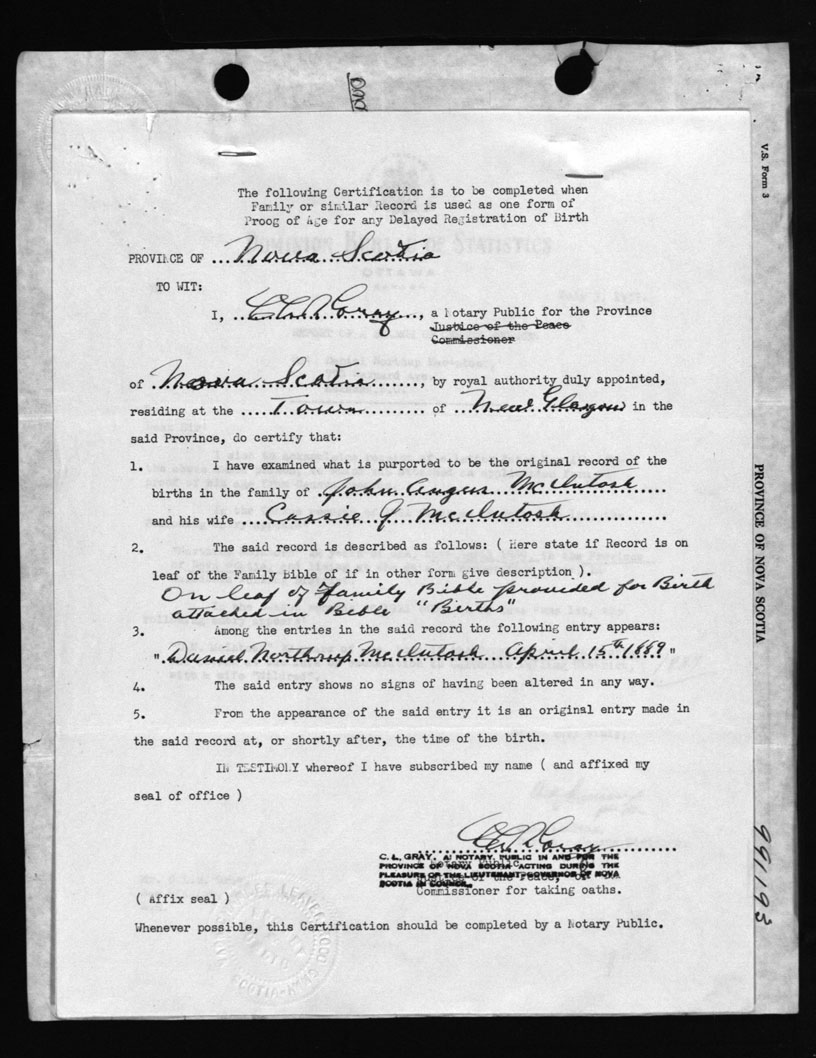 The following Certification is to be completed when
Family or similar Record is used as one form of
Proog of Age for any Delayed Registration of Birth
PROVINCE OF ...Nova Scotia
TO WIT:
I, C L Gray, a Notary Public for the Province
Justice of the Peace
Commissioner
of Nova Scotia, by royal authority duly appointed,
residing at the Town of New Glasgow in the
said Province, do certify that:
1. I have examined what is purported to be the original record of the
births in the family of John Angus McIntosh
and his wife Cassie J McIntosh
2. The said record is described as follows: ( Here state if Record is on
leaf of the Family Bible of if in other form give description ).
On leaf of family Bible provided for Birth
attached in Bible "Births"
3. Among the entries in the said record the following entry appears:
"Daniel Northrup McIntosh April 15th 1889"
4. The said entry shows no signs of having been altered in any way.
5. From the appearance of the said entry it is an original entry made in
the said record at, or shortly after, the time of the birth.
IN TESTIMONY whereof I have subscribed my name ( and affixed my
seal of office )
C L Gray
Notary Public
C. L. GRAY, A NOTARY PUBLIC IN AND FOR THE
PROVINCE OF NOVA SCOTIA ACTING DURING THE
Justice of the Peace,
PLEASURE OF THE LIEUTENANT-GOVERNOR OF NOVA
SCOTIA IN COUNCIL.
Commissioner for taking oaths.
( Affix seal )
Whenever possible, this Certification should be completed by a Notary Public.
V.S. Form 3
PROVINCE OF NOVA SCOTIA
991193